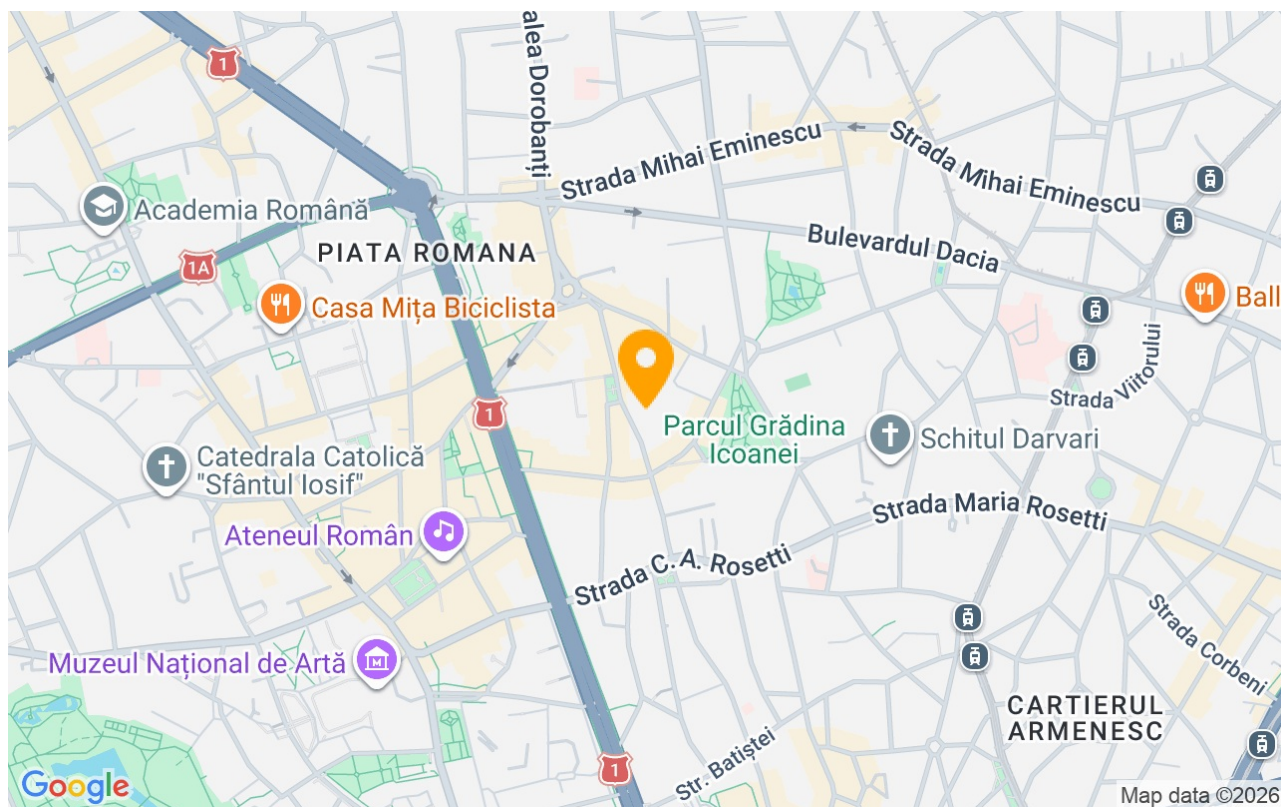 1
alea Dorobanți
Strada Mihai Eminescu
Strada Mihai Eminescu
Academia Română
PIATA ROMANA
1A
Bulevardul Dacia
Casa Mița Biciclista
Ball
Strada Viitorului
1
Parcul Grădina
Icoanei
Schitul Darvari
Catedrala Catolică
"Sfântul Iosif"
Strada Maria Rosetti
Ateneul Român
Strada C. A. Rosetti
Strada Corbeni
Muzeul Național de Artă
M
CARTIERUL
ARMENESC
Str. Batiștei
1
Google
Map data ©2026